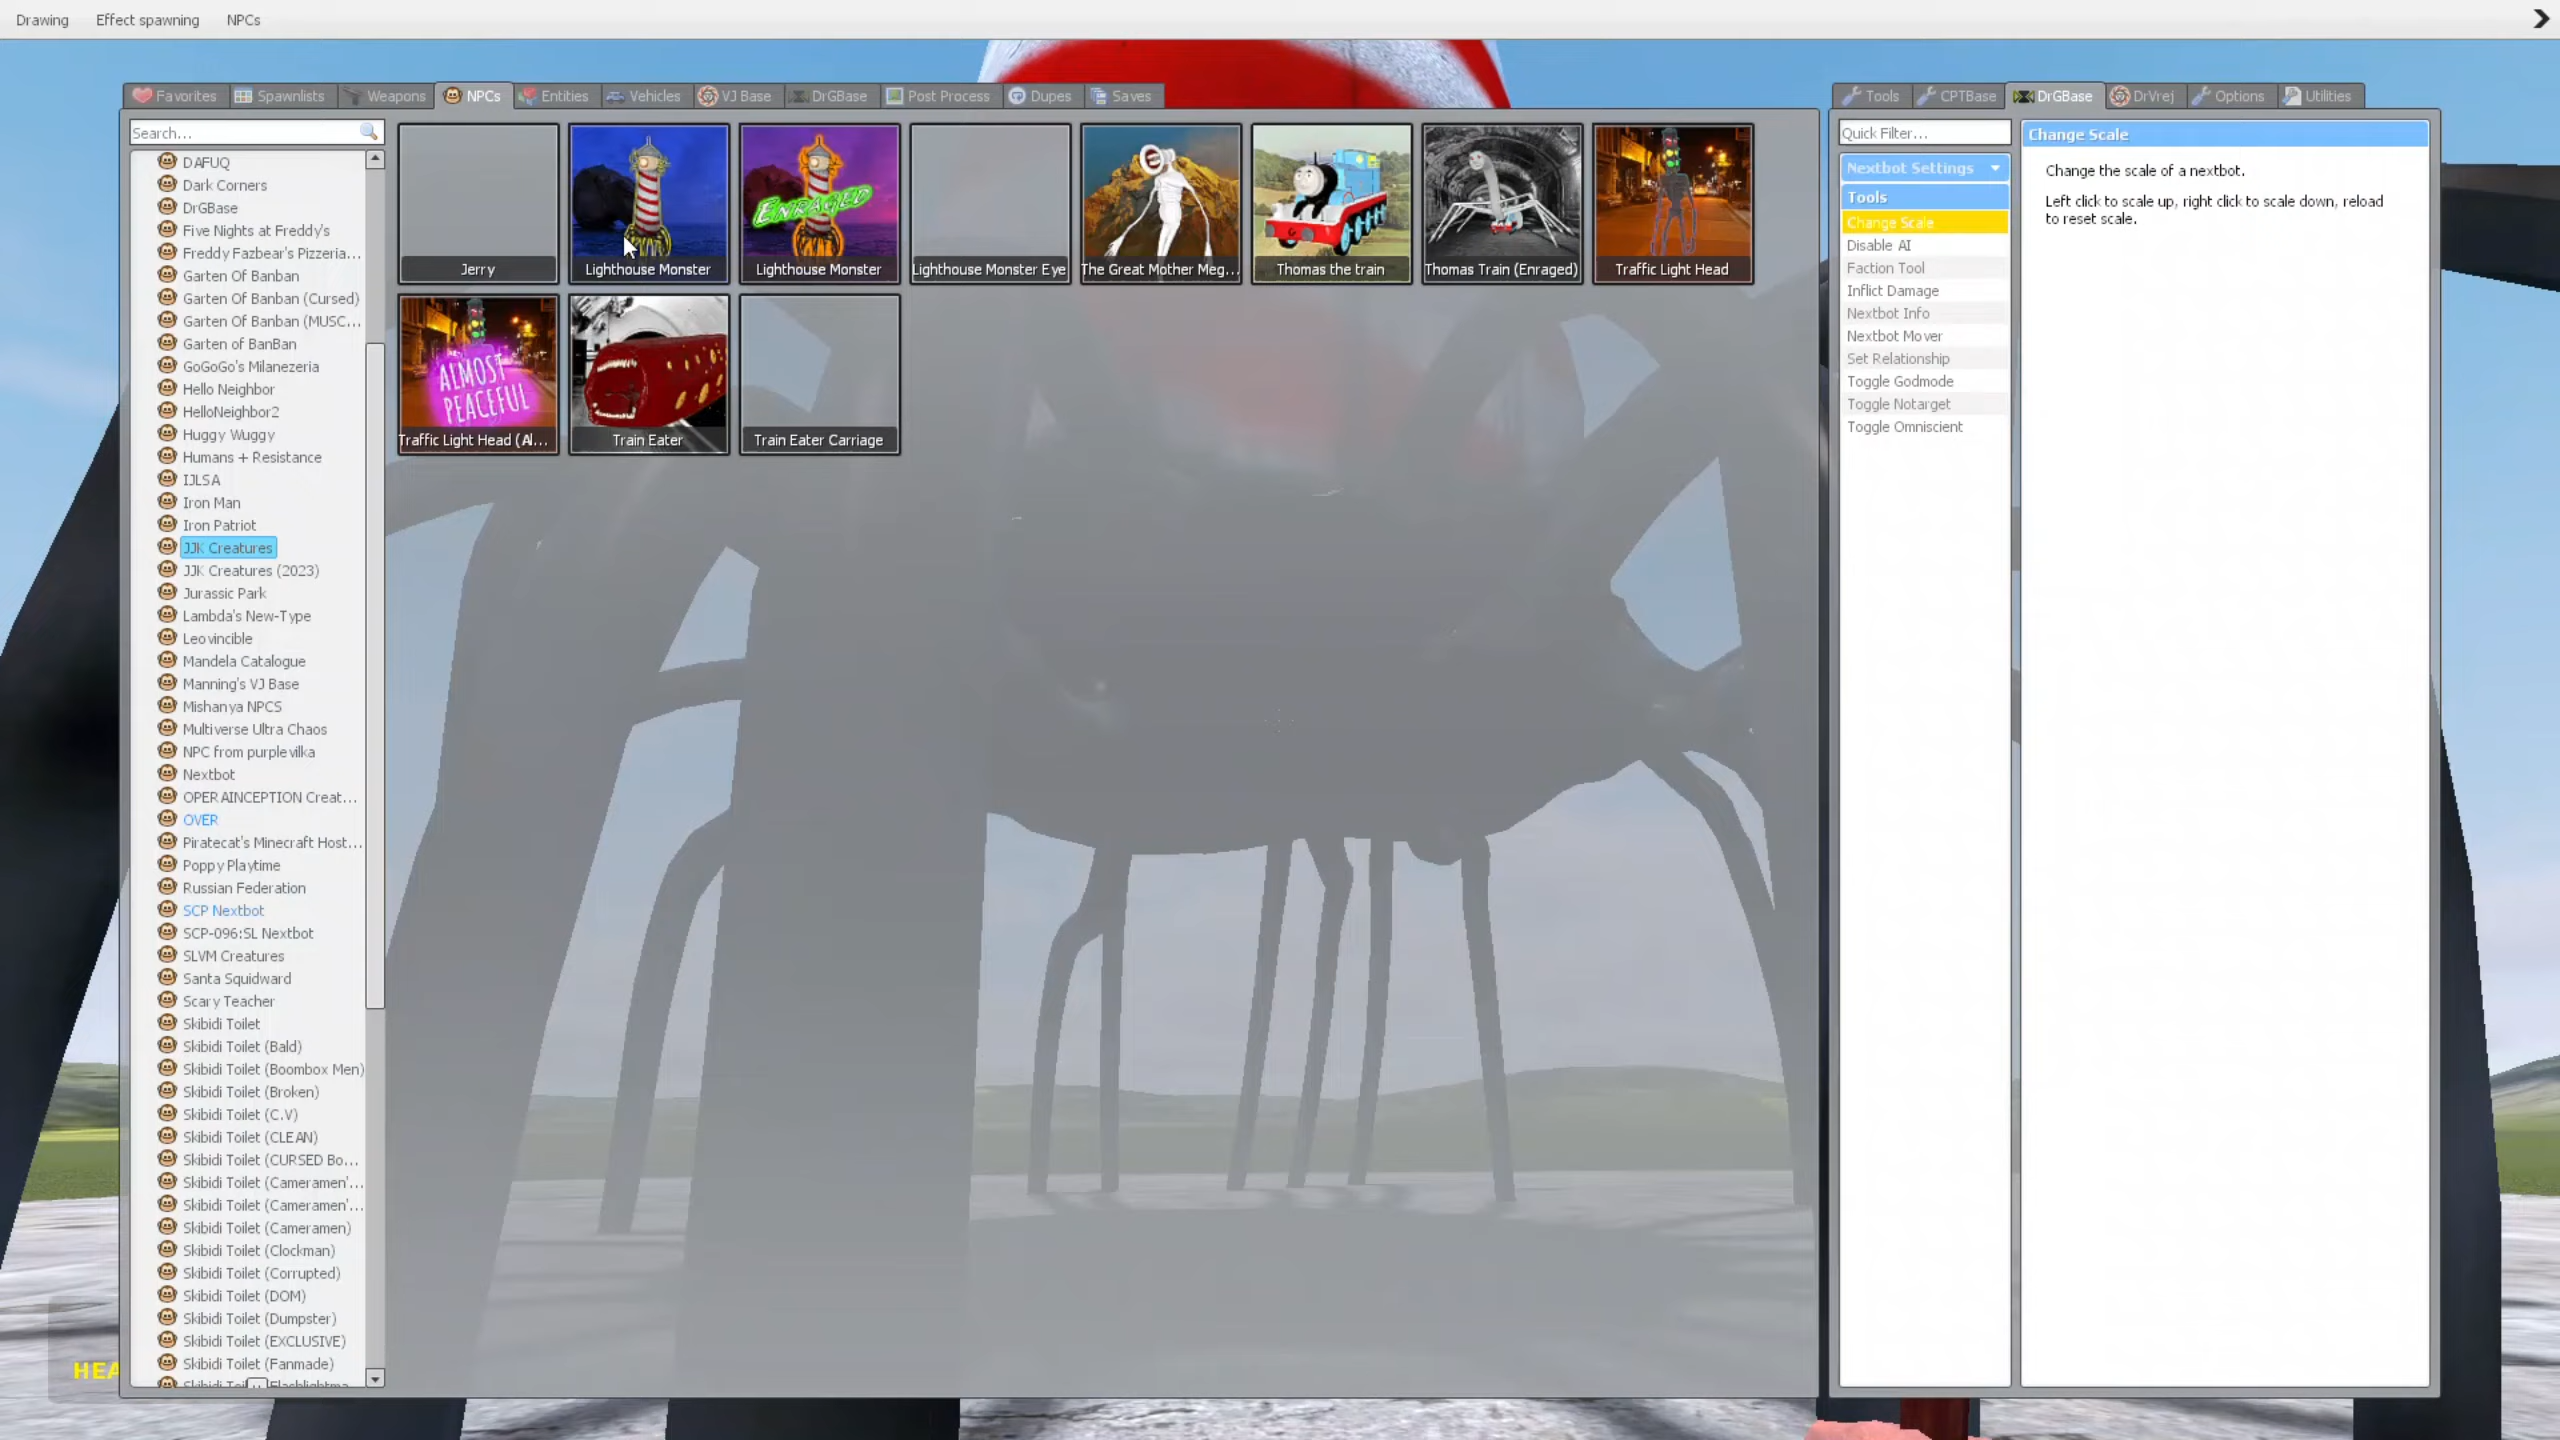 Drawing Effect spawning NPCs
Favorites Spawnlists Weapons NPCs Entities Vehicles VJ Base DrGBase Post Process Dupes Saves
Search...
DAFUQ
Dark Corners
DrGBase
Five Nights at Freddy's
Freddy Fazbear's Pizzeria...
Garten Of Banban
Garten Of Banban (Cursed)
Garten Of Banban (MUSC...
Garten of BanBan
GoGoGo's Milanezeria
Hello Neighbor
HelloNeighbor2
Huggy Wuggy
Humans + Resistance
IJLSA
Iron Man
Iron Patriot
JJK Creatures
JJK Creatures (2023)
Jurassic Park
Lambda's New-Type
Leovincible
Mandela Catalogue
Manning's VJ Base
Mishanya NPCS
Multiverse Ultra Chaos
NPC from purplevilka
Nextbot
OPERAINCEPTION Creat...
OVER
Piratecat's Minecraft Host...
Poppy Playtime
Russian Federation
SCP Nextbot
SCP-096:SL Nextbot
SLVM Creatures
Santa Squidward
Scary Teacher
Skibidi Toilet
Skibidi Toilet (Bald)
Skibidi Toilet (Boombox Men)
Skibidi Toilet (Broken)
Skibidi Toilet (C.V)
Skibidi Toilet (CLEAN)
Skibidi Toilet (CURSED Bo...
Skibidi Toilet (Cameramen'...
Skibidi Toilet (Cameramen'...
Skibidi Toilet (Cameramen)
Skibidi Toilet (Clockman)
Skibidi Toilet (Corrupted)
Skibidi Toilet (DOM)
Skibidi Toilet (Dumpster)
Skibidi Toilet (EXCLUSIVE)
Skibidi Toilet (Fanmade)
HEA
ENRAGED
Jerry Lighthouse Monster Lighthouse Monster Lighthouse Monster Eye The Great Mother Meg... Thomas the train Thomas Train (Enraged) Traffic Light Head
ALMOST
PEACEFUL
Traffic Light Head (Al... Train Eater Train Eater Carriage
Tools CPTBase DrGBase DrVrej Options Utilities
Quick Filter...
Nextbot Settings
Tools
Change Scale
Disable AI
Faction Tool
Inflict Damage
Nextbot Info
Nextbot Mover
Set Relationship
Toggle Godmode
Toggle Notarget
Toggle Omniscient
Change Scale
Change the scale of a nextbot.
Left click to scale up, right click to scale down, reload
to reset scale.